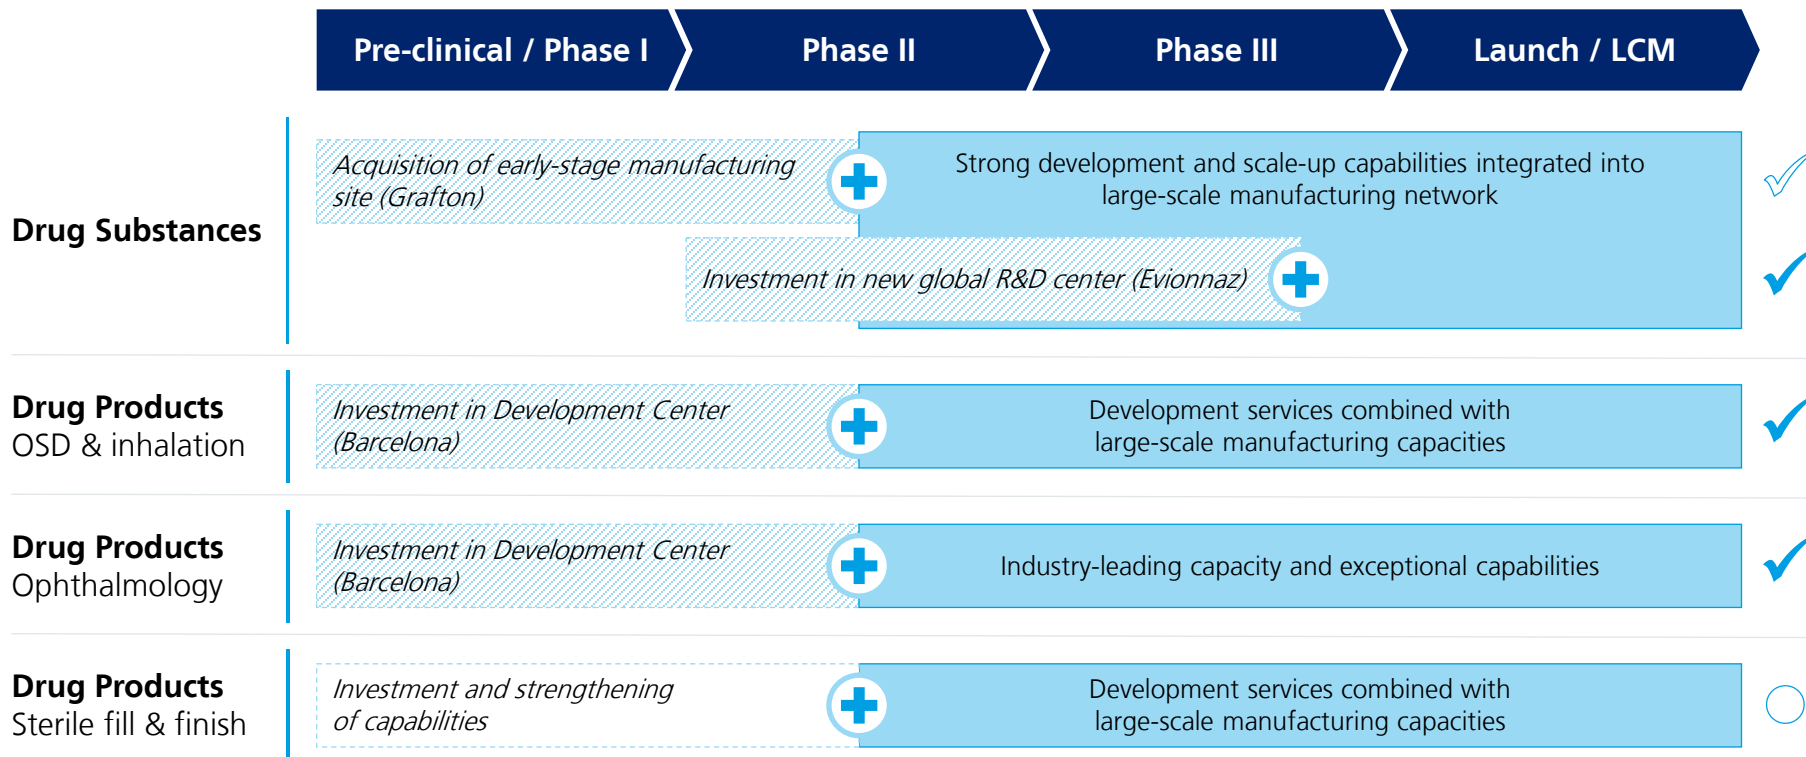 Pre-clinical / Phase I
Phase II
Phase III
Launch / LCM
Drug Substances
Acquisition of early-stage manufacturing
site (Grafton)
Strong development and scale-up capabilities integrated into
large-scale manufacturing network
Investment in new global R&D center (Evionnaz)
Drug Products
OSD & inhalation
Investment in Development Center
(Barcelona)
Development services combined with
large-scale manufacturing capacities
Drug Products
Ophthalmology
Investment in Development Center
(Barcelona)
Industry-leading capacity and exceptional capabilities
Drug Products
Sterile fill & finish
Investment and strengthening
of capabilities
Development services combined with
large-scale manufacturing capacities